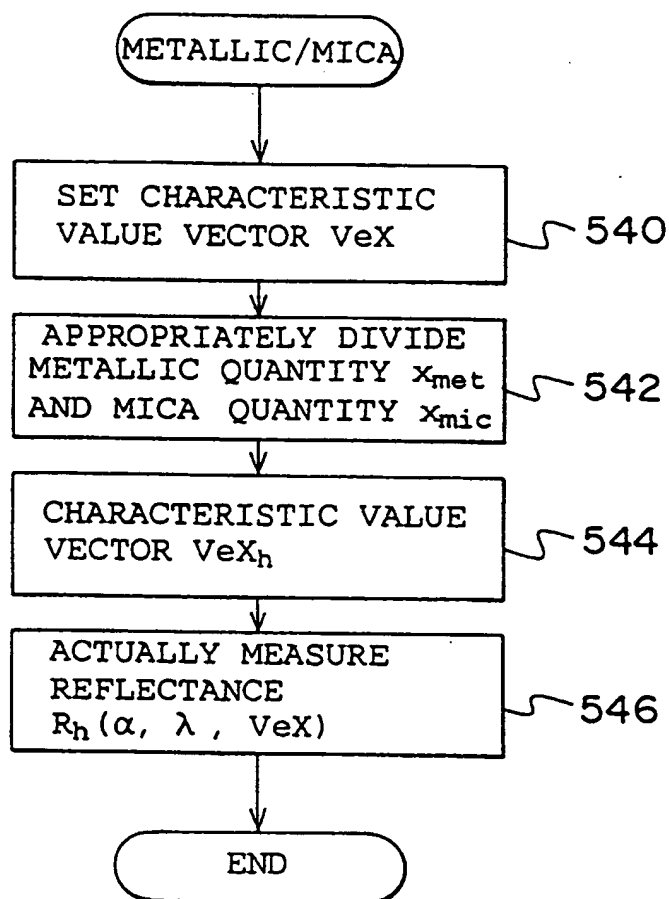 METALLIC/MICA
SET CHARACTERISTIC
VALUE VECTOR VeX
540
APPROPRIATELY DIVIDE
METALLIC QUANTITY xmet
AND MICA QUANTITY xmic
542
CHARACTERISTIC VALUE
VECTOR VeXh
544
ACTUALLY MEASURE
REFLECTANCE
Rh(α, λ, VeX)
546
END